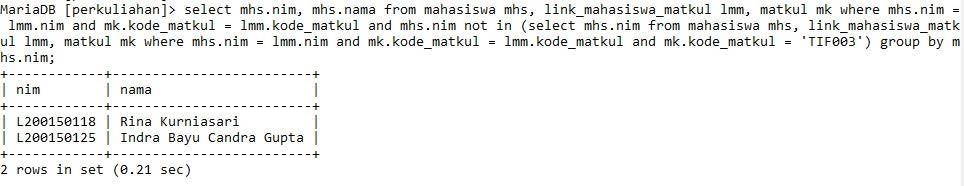 MariaDB [perkuliahan]> select mhs.nim, mhs.nama from mahasiswa mhs, link_mahasiswa_matkul lmm, matkul mk where mhs.nim =
 lmm.nim and mk.kode_matkul = lmm.kode_matkul and mhs.nim not in (select mhs.nim from mahasiswa mhs, link_mahasiswa_matk
ul lmm, matkul mk where mhs.nim = lmm.nim and mk.kode_matkul = lmm.kode_matkul and mk.kode_matkul = 'TIF003') group by m
hs.nim;
+------------+--------------------------+
| nim        | nama                     |
+------------+--------------------------+
| L200150118 | Rina Kurniasari          |
| L200150125 | Indra Bayu Candra Gupta |
+------------+--------------------------+
2 rows in set (0.21 sec)